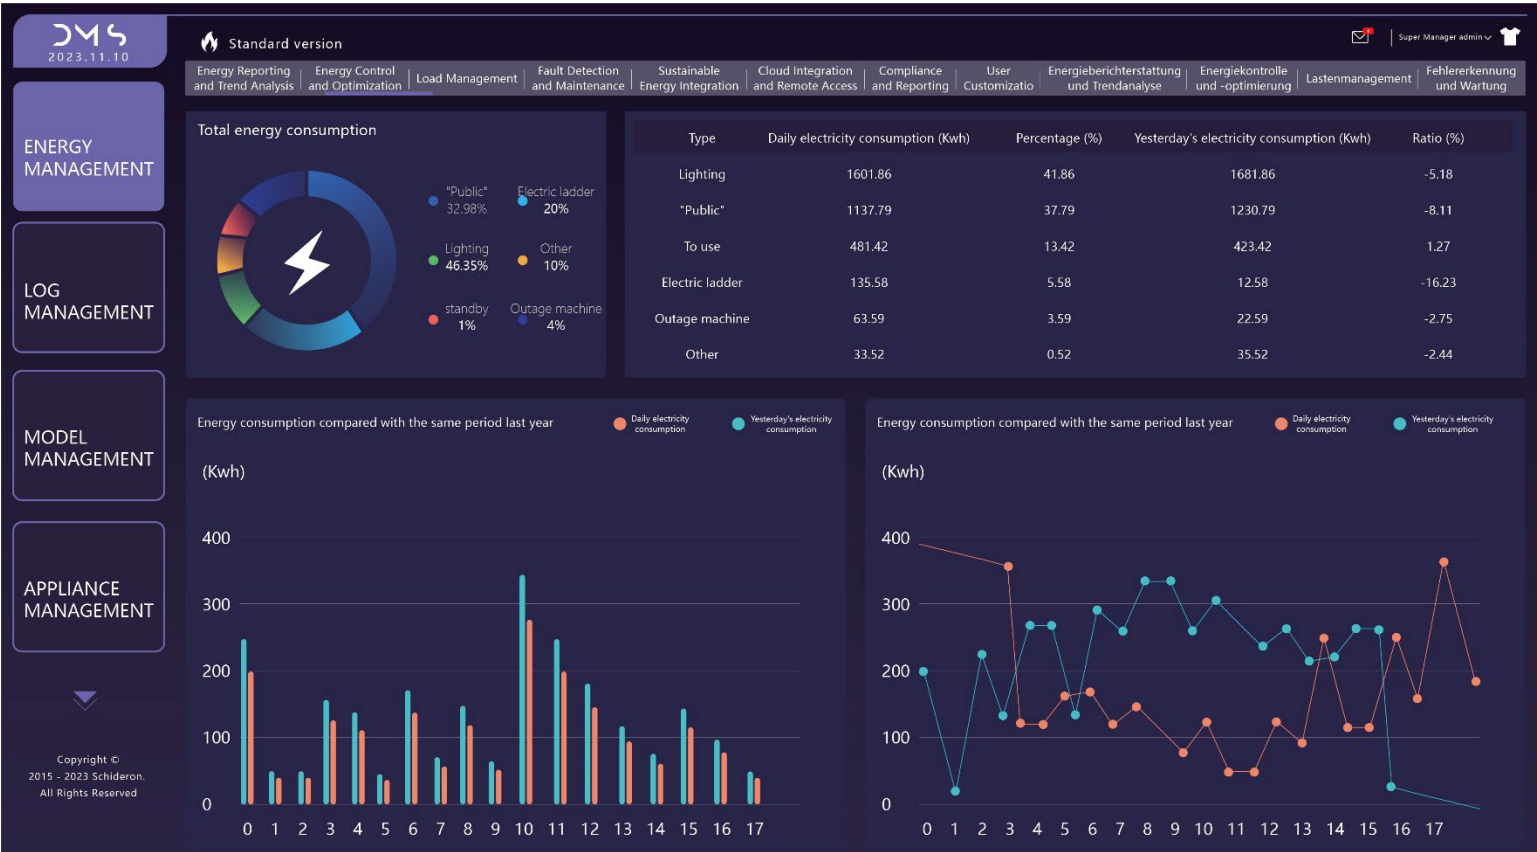 DMS
2023.11.10
Standard version
Super Manager admin
Energy Reporting
and Trend Analysis
Energy Control
and Optimization
Load Management
Fault Detection
and Maintenance
Sustainable
Energy Integration
Cloud Integration
and Remote Access
Compliance
and Reporting
User
Customizatio
Energieberichterstattung
und Trendanalyse
Energiekontrolle
und -optimierung
Lastenmanagement
Fehlererkennung
und Wartung
ENERGY
MANAGEMENT
LOG
MANAGEMENT
MODEL
MANAGEMENT
APPLIANCE
MANAGEMENT
Copyright ©
2015 - 2023 Schideron.
All Rights Reserved
Total energy consumption
"Public"
32.98%
Electric ladder
20%
Lighting
46.35%
Other
10%
standby
1%
Outage machine
4%
Type Daily electricity consumption (Kwh) Percentage (%) Yesterday's electricity consumption (Kwh) Ratio (%)
Lighting 1601.86 41.86 1681.86 -5.18
"Public" 1137.79 37.79 1230.79 -8.11
To use 481.42 13.42 423.42 1.27
Electric ladder 135.58 5.58 12.58 -16.23
Outage machine 63.59 3.59 22.59 -2.75
Other 33.52 0.52 35.52 -2.44
Energy consumption compared with the same period last year
Daily electricity
consumption
Yesterday's electricity
consumption
(Kwh)
400
300
200
100
0
0 1 2 3 4 5 6 7 8 9 10 11 12 13 14 15 16 17
Energy consumption compared with the same period last year
Daily electricity
consumption
Yesterday's electricity
consumption
(Kwh)
400
300
200
100
0
0 1 2 3 4 5 6 7 8 9 10 11 12 13 14 15 16 17